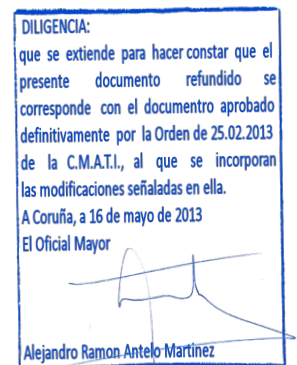 DILIGENCIA:
que se extiende para hacer constar que el
presente documento refundido se
corresponde con el documentro aprobado
definitivamente por la Orden de 25.02.2013
de la C.M.A.T.I., al que se incorporan
las modificaciones señaladas en ella.
A Coruña, a 16 de mayo de 2013
El Oficial Mayor
Alejandro Ramon Antelo Martinez